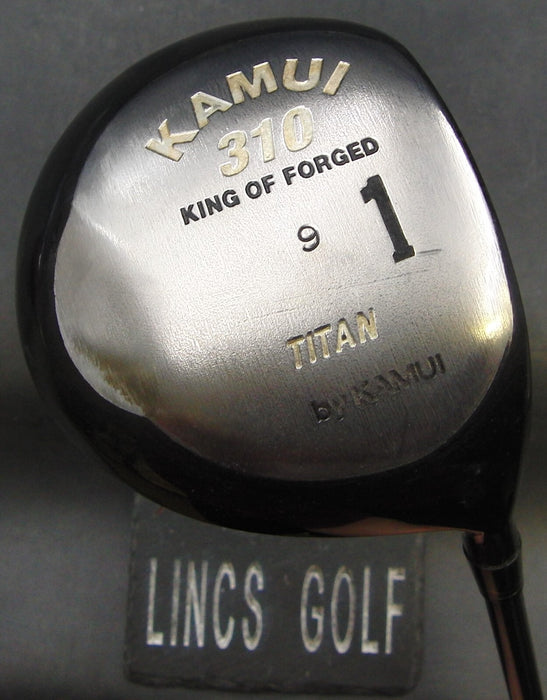 KAMUI
310
KING OF FORGED
9 1
TITAN
by KAMUI
LINCS GOLF